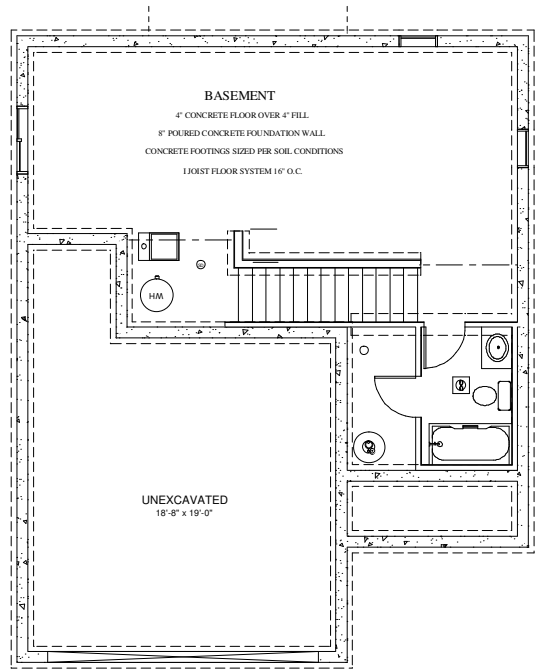 BASEMENT
4" CONCRETE FLOOR OVER 4" FILL
8" POURED CONCRETE FOUNDATION WALL
CONCRETE FOOTINGS SIZED PER SOIL CONDITIONS
I JOIST FLOOR SYSTEM 16" O.C.
HW
UNEXCAVATED
18'-8" x 19'-0"